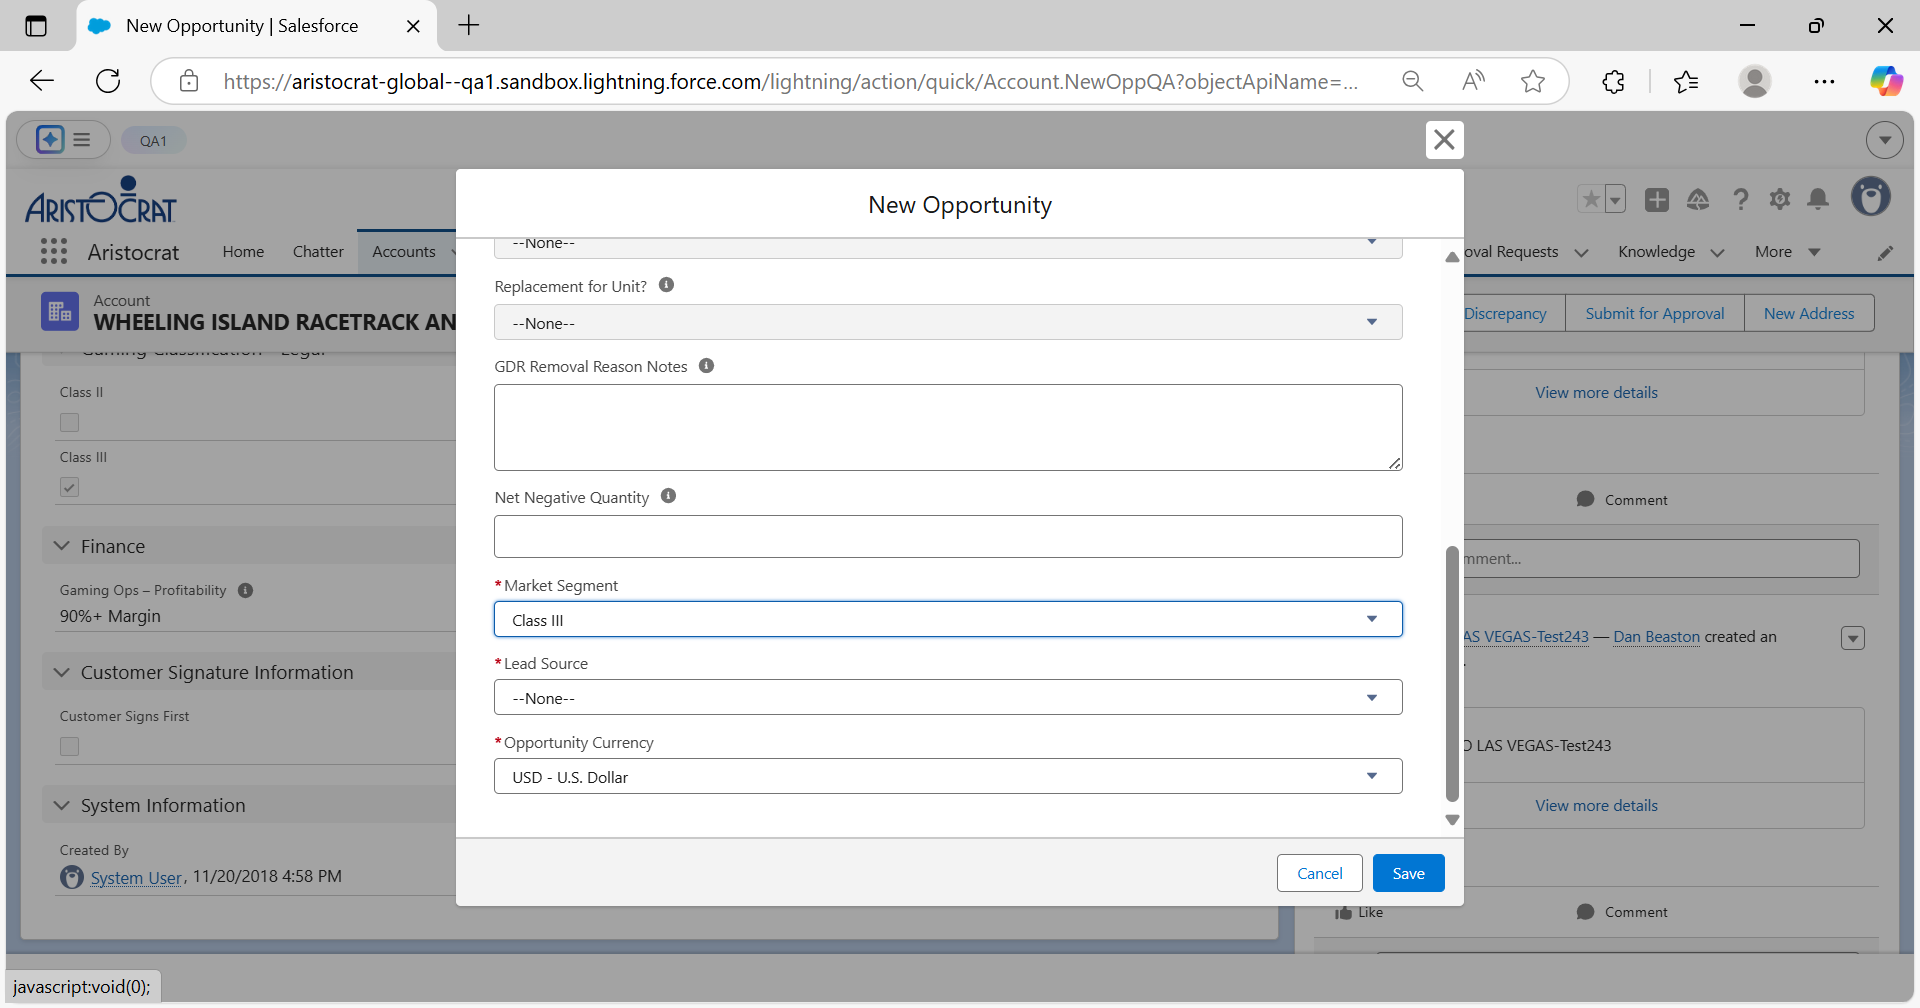 New Opportunity | Salesforce
https://aristocrat-global--qa1.sandbox.lightning.force.com/lightning/action/quick/Account.NewOppQA?objectApiName=...
QA1
ARISTOCRAT
Aristocrat
Home
Chatter
Accounts
oval Requests
Knowledge
More
Account
WHEELING ISLAND RACETRACK AN
Discrepancy
Submit for Approval
New Address
Gaming Classification - Legal
Class II
Class III
Finance
Gaming Ops – Profitability
90%+ Margin
Customer Signature Information
Customer Signs First
System Information
Created By
System User, 11/20/2018 4:58 PM
New Opportunity
--None--
Replacement for Unit?
--None--
GDR Removal Reason Notes
Net Negative Quantity
*Market Segment
Class III
*Lead Source
--None--
*Opportunity Currency
USD - U.S. Dollar
Cancel
Save
View more details
Comment
mment...
AS VEGAS-Test243 — Dan Beaston created an
O LAS VEGAS-Test243
View more details
Like
Comment
javascript:void(0);